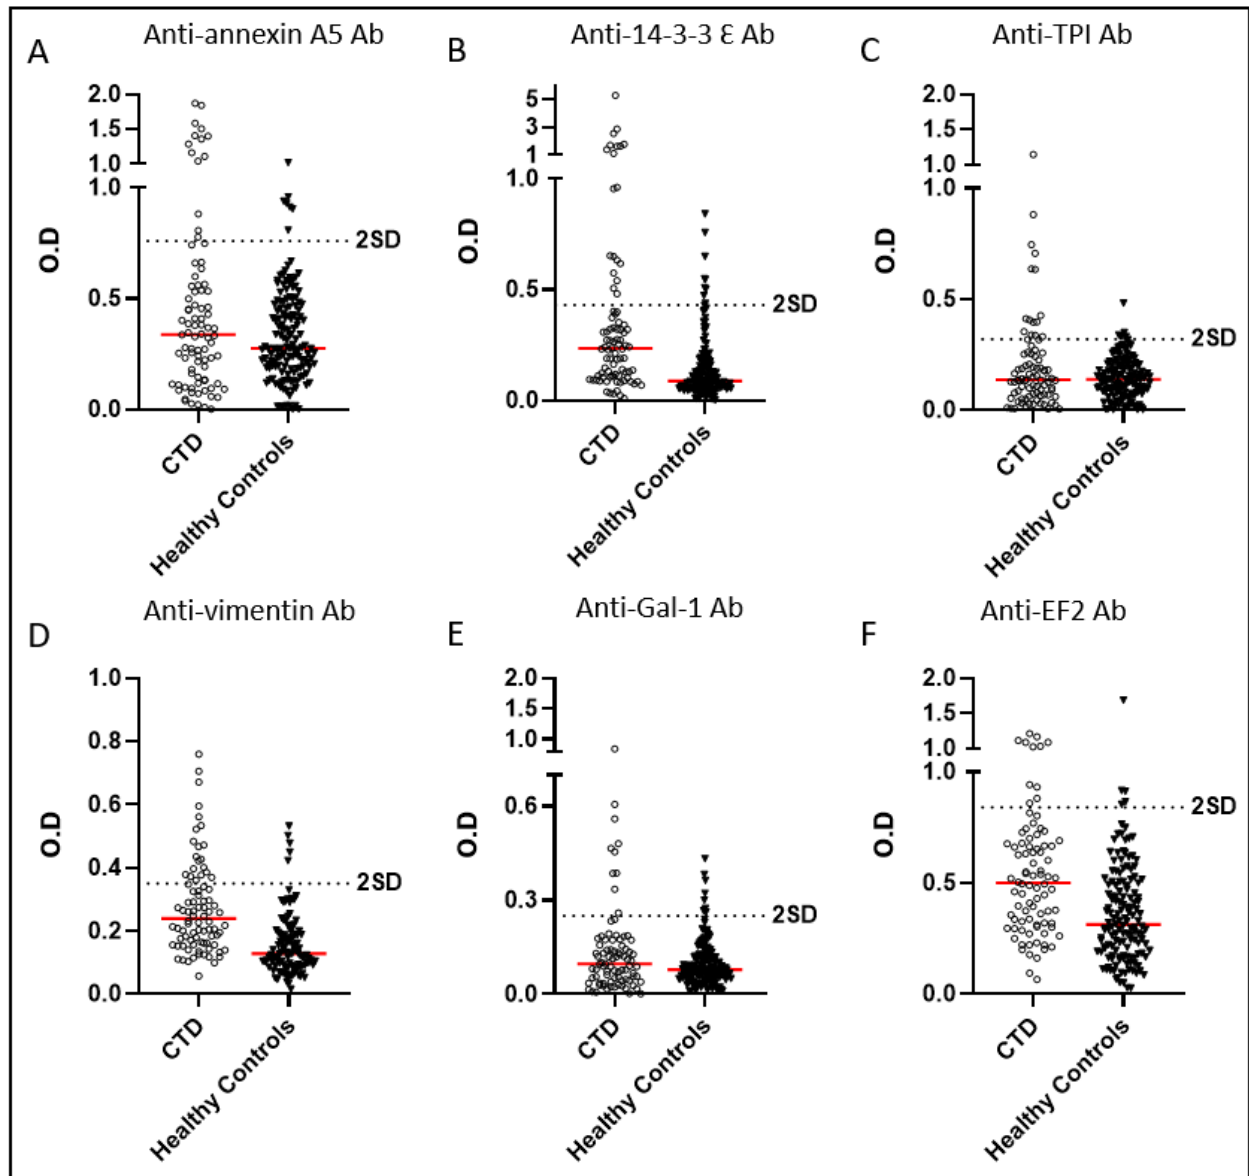 A Anti-annexin A5 Ab
2.0
1.5
1.0
1.0
0.5
0.0
O.D
2SD
CTD
Healthy Controls
B Anti-14-3-3 Ɛ Ab
5
3
1
1.0
0.5
0.0
2SD
CTD
Healthy Controls
C Anti-TPI Ab
2.0
1.5
1.0
1.0
0.5
0.0
O.D
2SD
CTD
Healthy Controls
D Anti-vimentin Ab
1.0
0.8
0.6
0.4
0.2
0.0
O.D
2SD
CTD
Healthy Controls
E Anti-Gal-1 Ab
2.0
1.5
1.0
0.6
0.3
0.0
O.D
2SD
CTD
Healthy Controls
F Anti-EF2 Ab
2.0
1.5
1.0
1.0
0.5
0.0
O.D
2SD
CTD
Healthy Controls